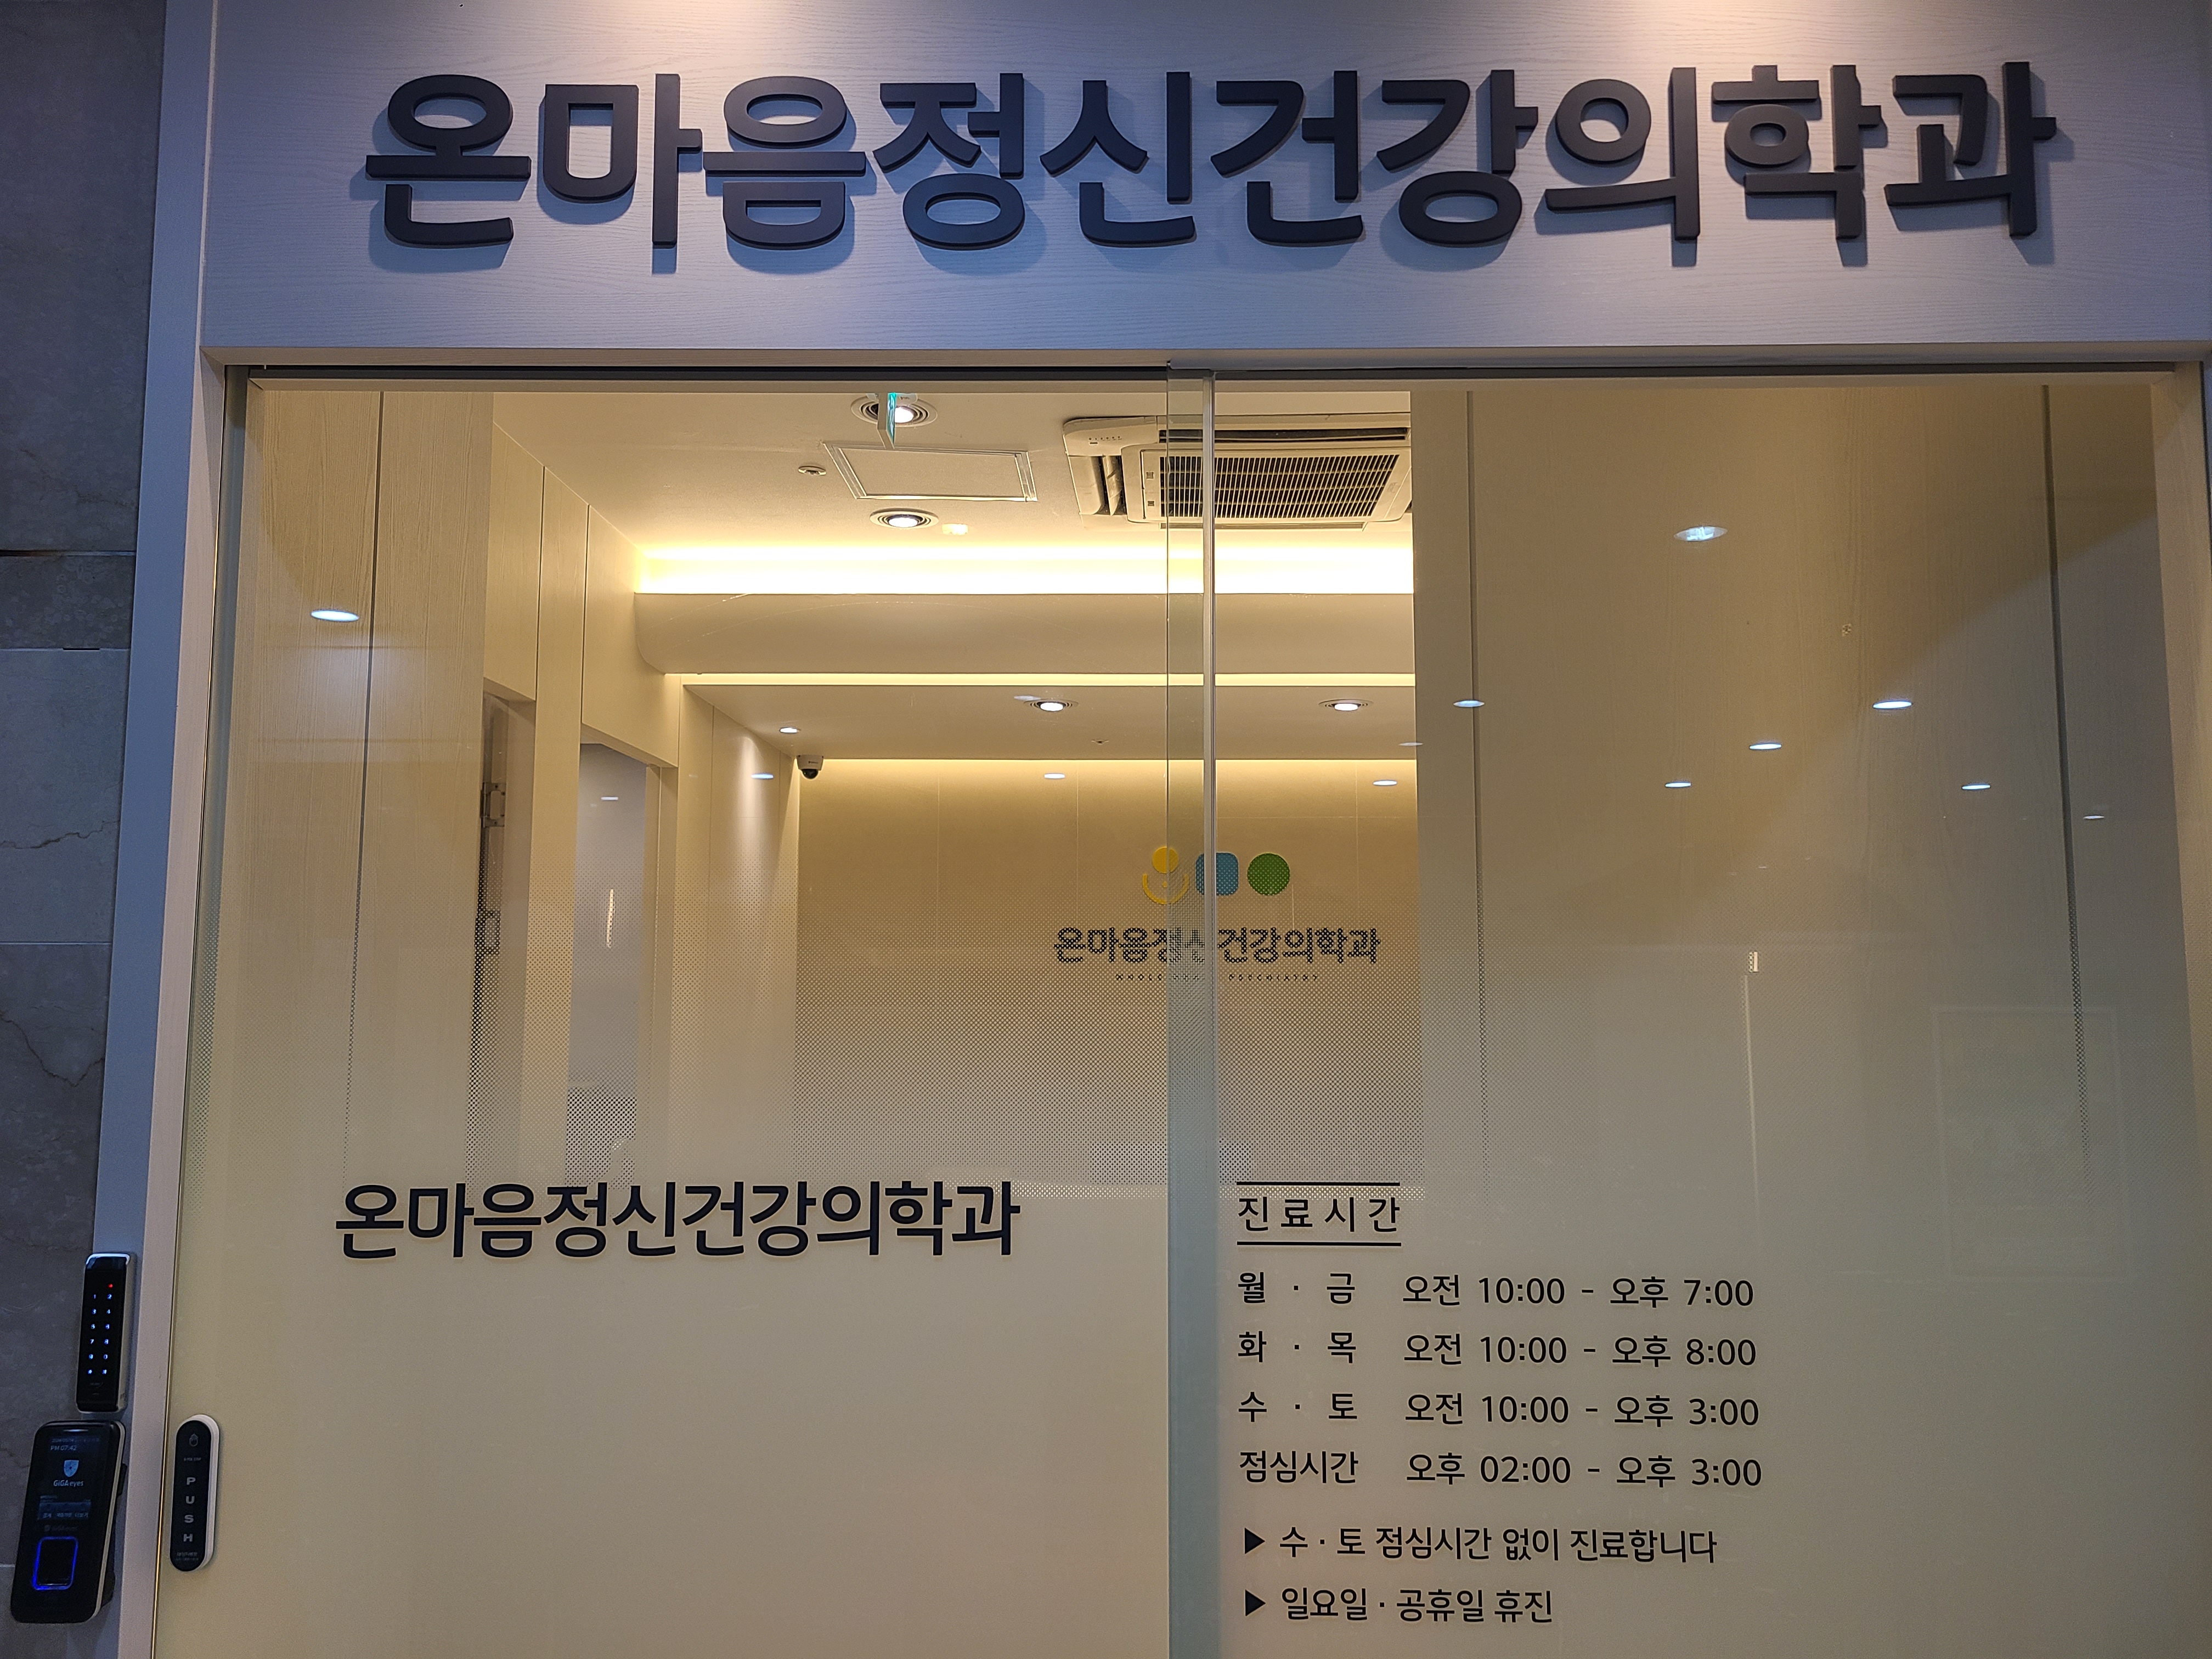 온마음정신건강의학과
온마음정신건강의학과
온마음정신건강의학과
진료시간
월 · 금 오전 10:00 - 오후 7:00
화 · 목 오전 10:00 - 오후 8:00
수 · 토 오전 10:00 - 오후 3:00
점심시간 오후 02:00 - 오후 3:00
▶ 수 · 토 점심시간 없이 진료합니다
▶ 일요일 · 공휴일 휴진
PM 07:42
GiGAeyes
PUSH